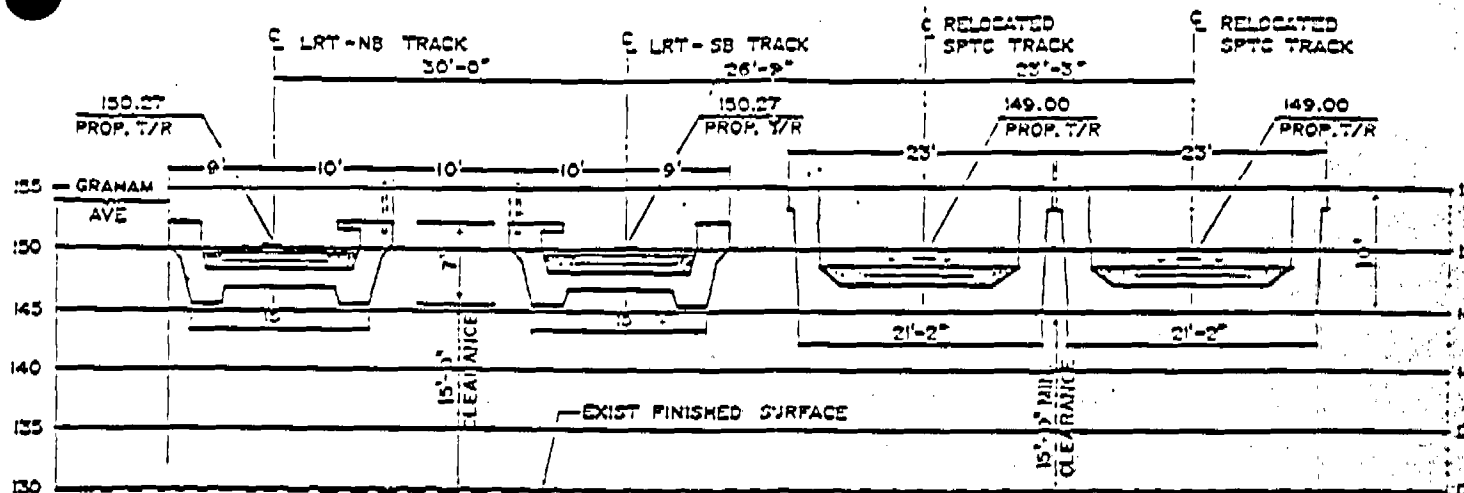 ℄ LRT-NB TRACK
℄ LRT-SB TRACK
℄ RELOCATED
SPTC TRACK
℄ RELOCATED
SPTC TRACK
30'-0"
26'-9"
23'-3"
150.27
PROP. T/R
150.27
PROP. T/R
149.00
PROP. T/R
149.00
PROP. T/R
9'
10'
10'
10'
9'
23'
23'
155
GRAHAM
AVE
150
7'
145
21'-2"
21'-2"
15'-0"
CLEARANCE
15'-0" MIN
CLEARANCE
140
EXIST FINISHED SURFACE
135
130